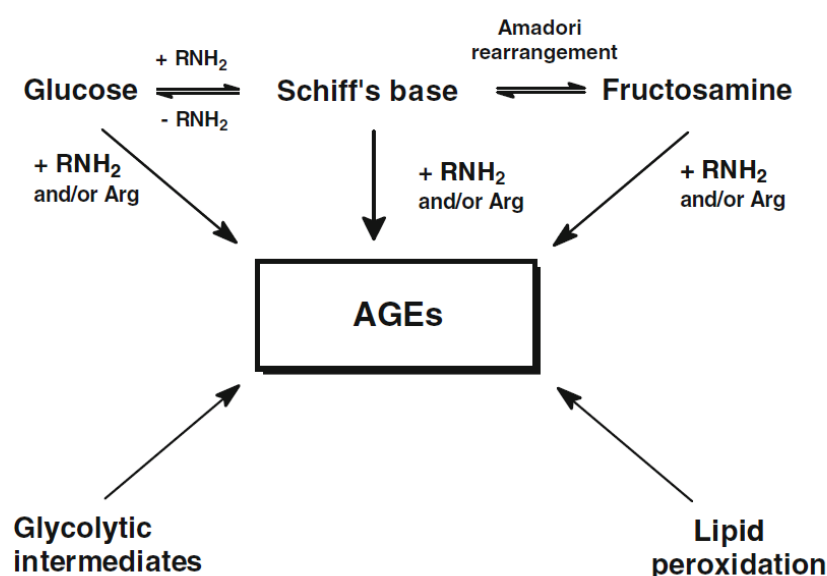 Amadori
rearrangement
+ RNH₂
Glucose
Schiff's base
Fructosamine
- RNH₂
+ RNH₂
and/or Arg
+ RNH₂
and/or Arg
+ RNH₂
and/or Arg
AGEs
Glycolytic
intermediates
Lipid
peroxidation